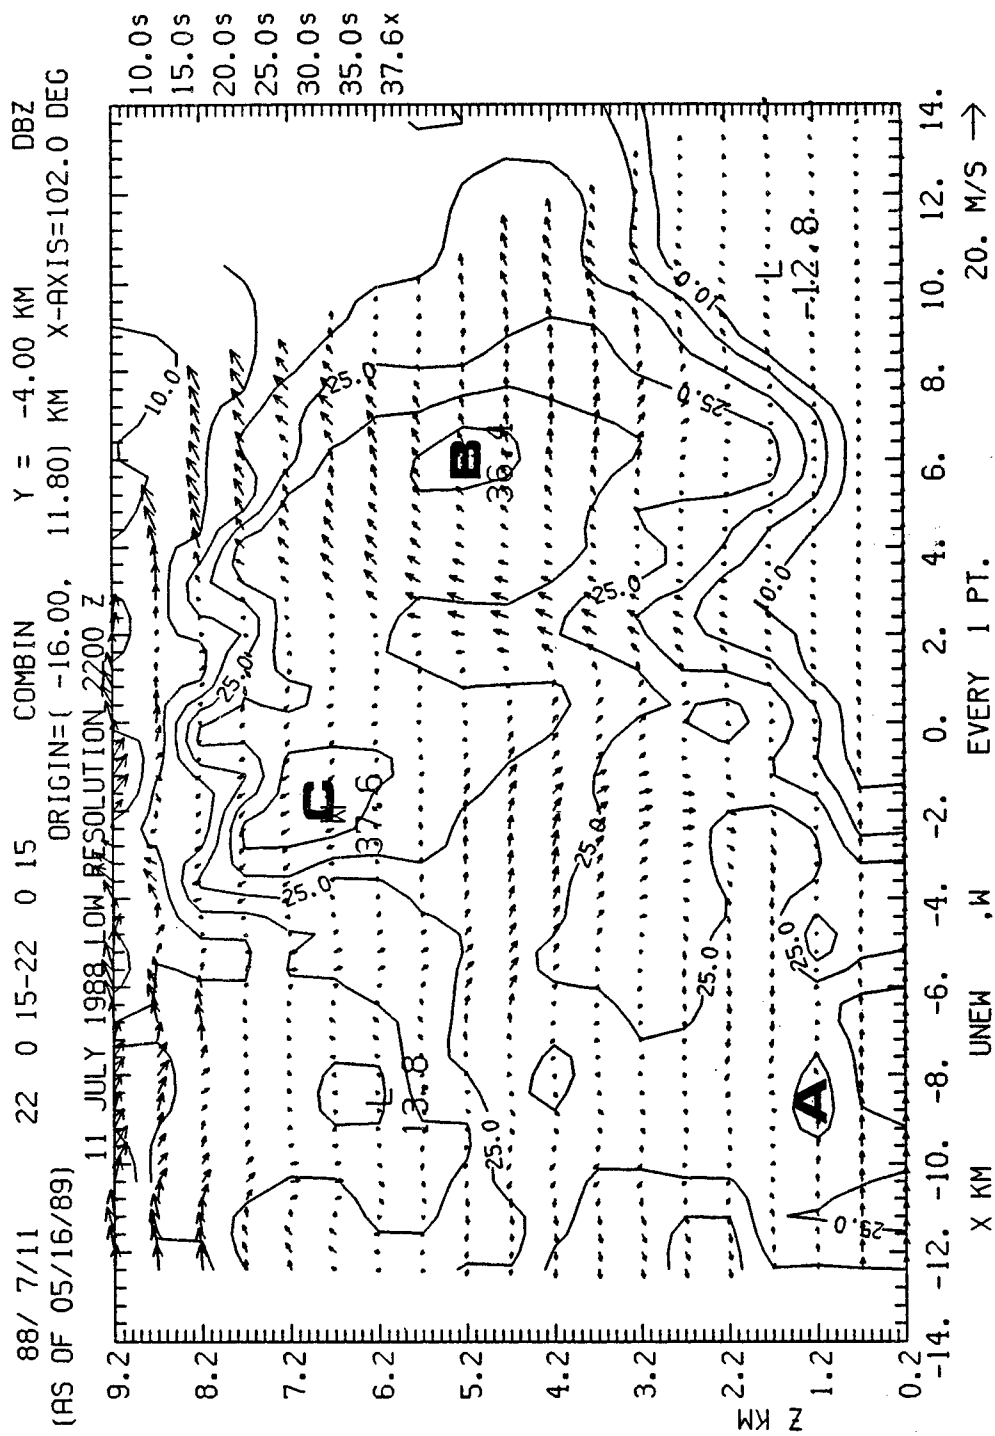 88/ 7/11 22 0 15-22 0 15 COMBIN Y = -4.00 KM DBZ
(AS OF 05/16/89) ORIGIN=( -16.00, 11.80) KM X-AXIS=102.0 DEG
11 JULY 1988 LOW RESOLUTION 2200 Z
10.0s
15.0s
20.0s
25.0s
30.0s
35.0s
37.6x
9.2
8.2
7.2
6.2
5.2
4.2
3.2
2.2
1.2
0.2
Z KM
10.0
25.0
25.0
25.0
C
M
37.6
B
36.4
L
13.8
25.0
25.0
25.0
25.0
25.0
25.0
25.0
A
10.0
10.0
L
-12.8
-14. -12. -10. -8. -6. -4. -2. 0. 2. 4. 6. 8. 10. 12. 14.
X KM UNEW ,W EVERY 1 PT. 20. M/S →